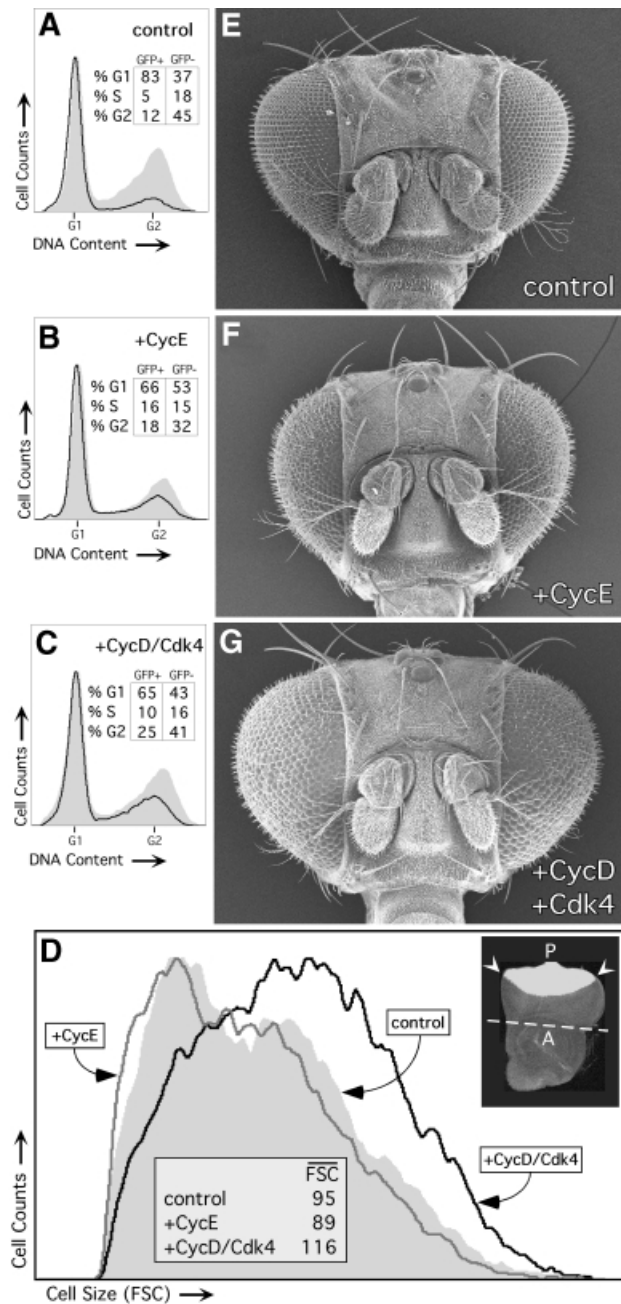 A
control
GFP+ GFP-
% G1 83 37
% S 5 18
% G2 12 45
Cell Counts →
G1 G2
DNA Content →
E
control
B
+CycE
GFP+ GFP-
% G1 66 53
% S 16 15
% G2 18 32
Cell Counts →
G1 G2
DNA Content →
F
+CycE
C
+CycD/Cdk4
GFP+ GFP-
% G1 65 43
% S 10 16
% G2 25 41
Cell Counts →
G1 G2
DNA Content →
G
+CycD
+Cdk4
D
P
A
+CycE
control
+CycD/Cdk4
FSC
control 95
+CycE 89
+CycD/Cdk4 116
Cell Counts →
Cell Size (FSC) →